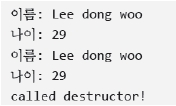 이름: Lee dong woo
나이: 29
이름: Lee dong woo
나이: 29
called destructor!